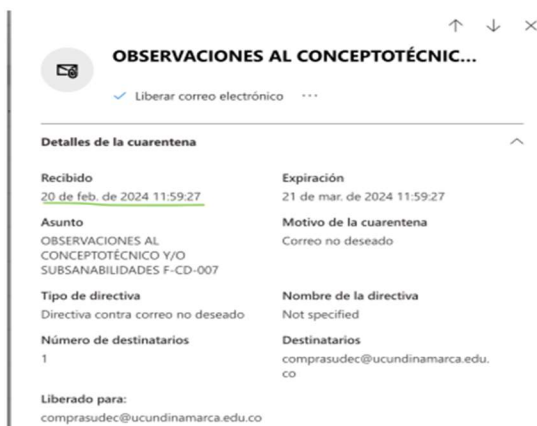 OBSERVACIONES AL CONCEPTOTÉCNIC...
Liberar correo electrónico ...
Detalles de la cuarentena
Recibido
20 de feb. de 2024 11:59:27
Expiración
21 de mar. de 2024 11:59:27
Asunto
OBSERVACIONES AL
CONCEPTOTÉCNICO Y/O
SUBSANABILIDADES F-CD-007
Motivo de la cuarentena
Correo no deseado
Tipo de directiva
Directiva contra correo no deseado
Nombre de la directiva
Not specified
Número de destinatarios
1
Destinatarios
comprasudec@ucundinamarca.edu.
co
Liberado para:
comprasudec@ucundinamarca.edu.co